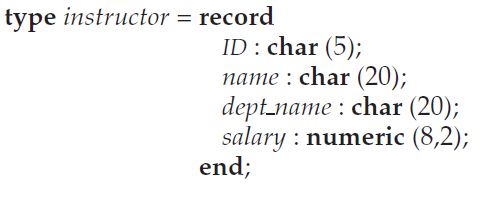 type instructor = record
ID : char (5);
name : char (20);
dept_name : char (20);
salary : numeric (8,2);
end;